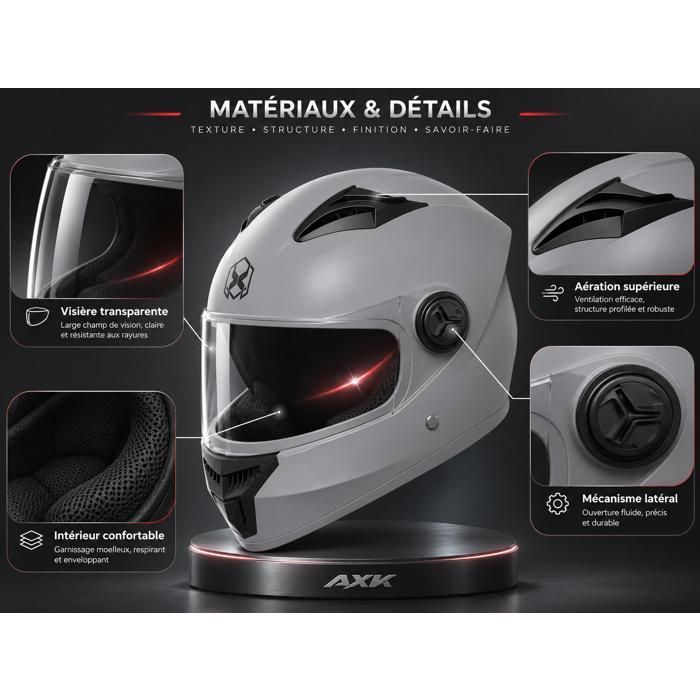 MATÉRIAUX & DÉTAILS
TEXTURE • STRUCTURE • FINITION • SAVOIR-FAIRE
Visière transparente
Large champ de vision, claire
et résistante aux rayures
Aération supérieure
Ventilation efficace,
structure profilée et robuste
Intérieur confortable
Garnissage moelleux, respirant
et enveloppant
Mécanisme latéral
Ouverture fluide, précis
et durable
AXK